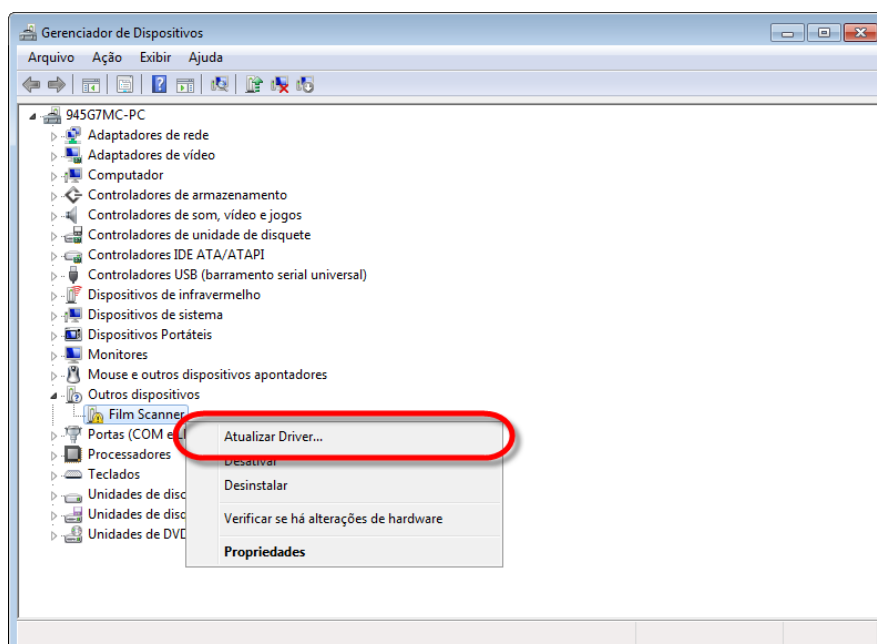 Gerenciador de Dispositivos
Arquivo Ação Exibir Ajuda
945G7MC-PC
Adaptadores de rede
Adaptadores de vídeo
Computador
Controladores de armazenamento
Controladores de som, vídeo e jogos
Controladores de unidade de disquete
Controladores IDE ATA/ATAPI
Controladores USB (barramento serial universal)
Dispositivos de infravermelho
Dispositivos de sistema
Dispositivos Portáteis
Monitores
Mouse e outros dispositivos apontadores
Outros dispositivos
Film Scanner
Portas (COM e
Processadores
Teclados
Unidades de disc
Unidades de disq
Unidades de DVD
Atualizar Driver...
Desativar
Desinstalar
Verificar se há alterações de hardware
Propriedades